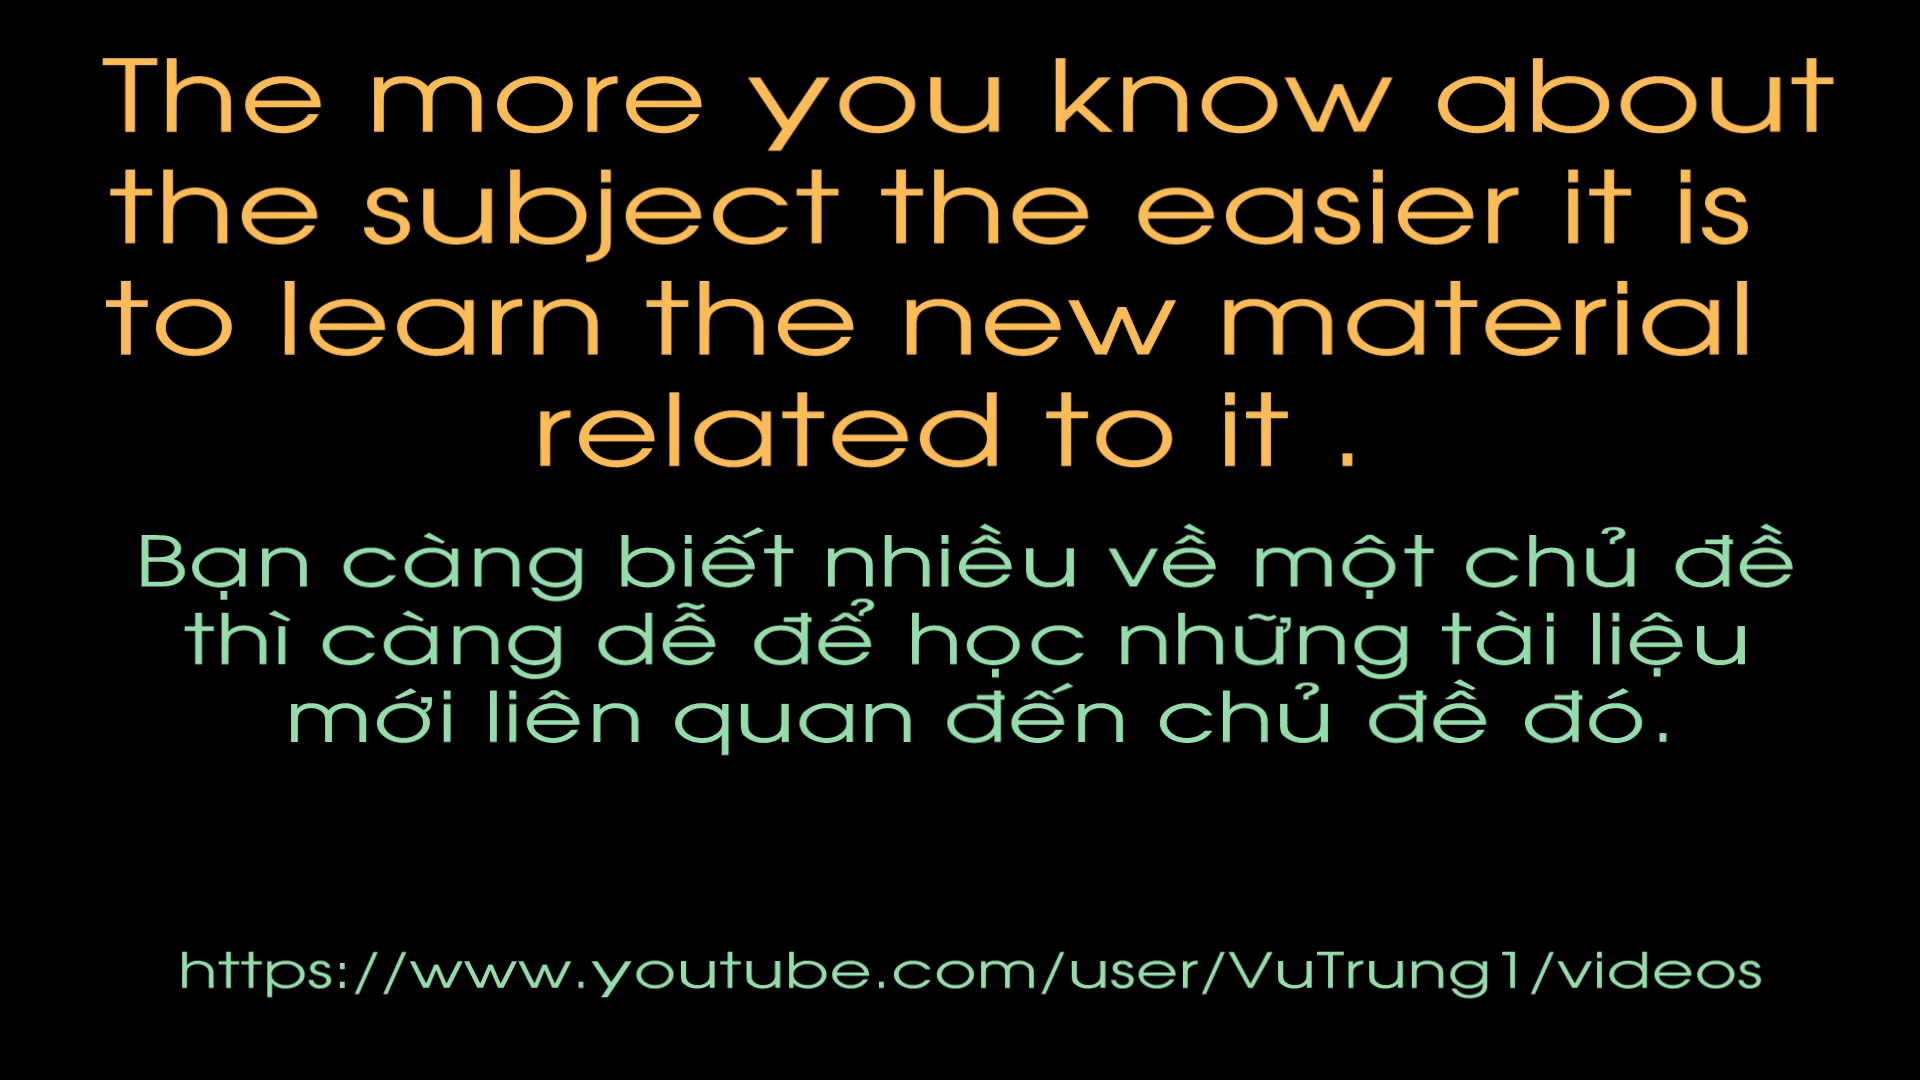 The more you know about
the subject the easier it is
to learn the new material
related to it .
Bạn càng biết nhiều về một chủ đề
thì càng dễ để học những tài liệu
mới liên quan đến chủ đề đó.
https://www.youtube.com/user/VuTrung1/videos